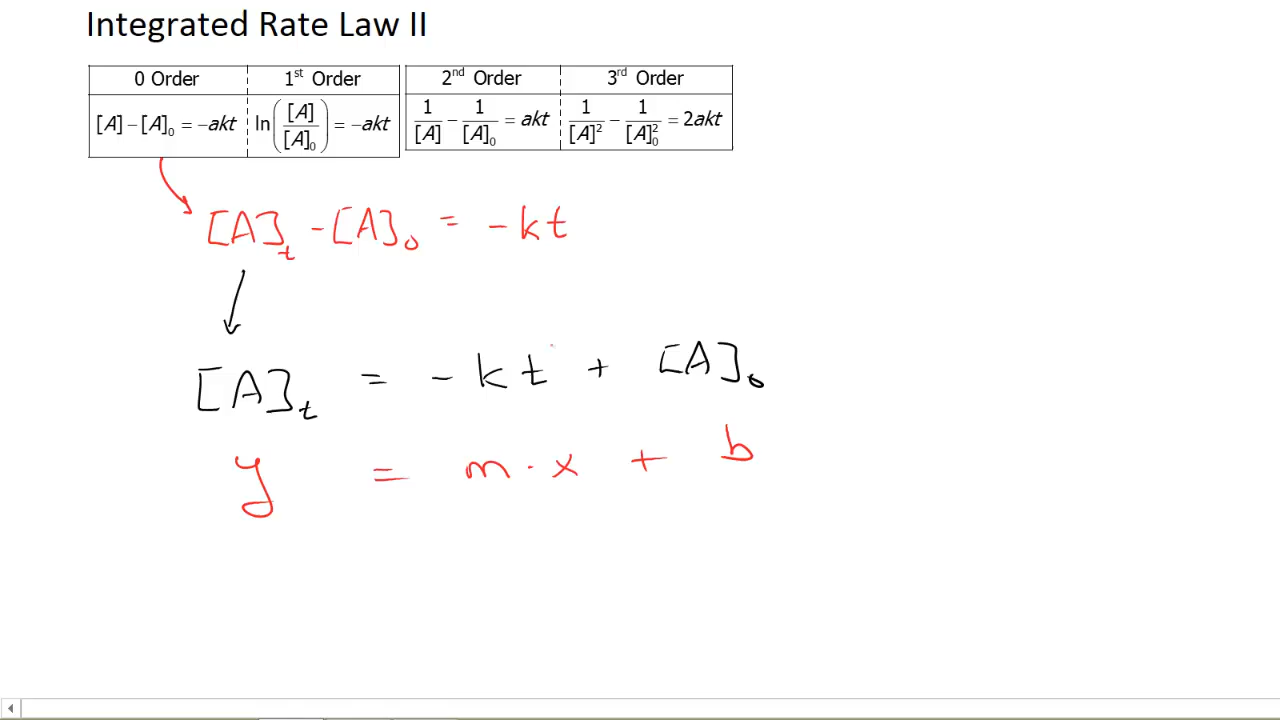 Integrated Rate Law II
0 Order 1st Order 2nd Order 3rd Order
[A] – [A]₀ = –akt ln([A]/[A]₀) = –akt 1/[A] – 1/[A]₀ = akt 1/[A]² – 1/[A]₀² = 2akt
[A]t - [A]₀ = - kt
[A]t = - kt + [A]₀
y = m · x + b